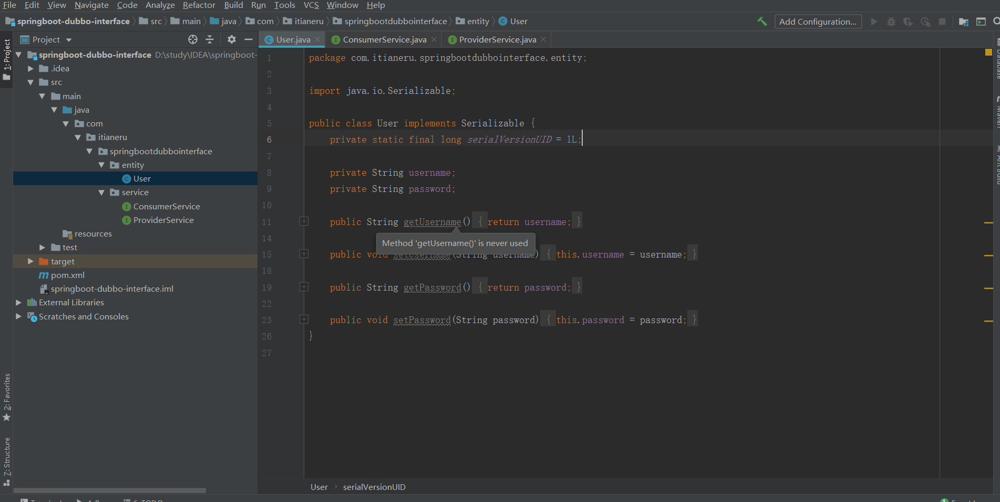 File Edit View Navigate Code Analyze Refactor Build Run Tools VCS Window Help
springboot-dubbo-interface src main java com itianeru springbootdubbointerface entity User Add Configuration...
Project
User.java ConsumerService.java ProviderService.java
1: Project
springboot-dubbo-interface D:\study\IDEA\springboot-
.idea
src
main
java
com
itianeru
springbootdubbointerface
entity
User
service
ConsumerService
ProviderService
resources
test
target
pom.xml
springboot-dubbo-interface.iml
External Libraries
Scratches and Consoles
2: Favorites
7: Structure
1 package com.itianeru.springbootdubbointerface.entity;
2
3 import java.io.Serializable;
4
5 public class User implements Serializable {
6 private static final long serialVersionUID = 1L;
7
8 private String username;
9 private String password;
10
11 public String getUsername() { return username; }
14
Method 'getUsername()' is never used
15 public void setUsername(String username) { this.username = username; }
18
19 public String getPassword() { return password; }
22
23 public void setPassword(String password) { this.password = password; }
26 }
27
User › serialVersionUID
Database
Maven
Ant Build